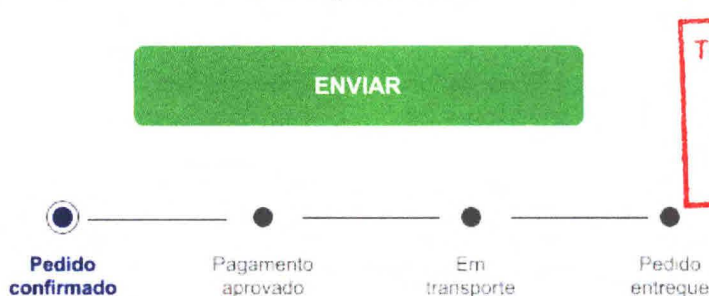 ENVIAR
T
Pedido
confirmado
Pagamento
aprovado
Em
transporte
Pedido
entregue